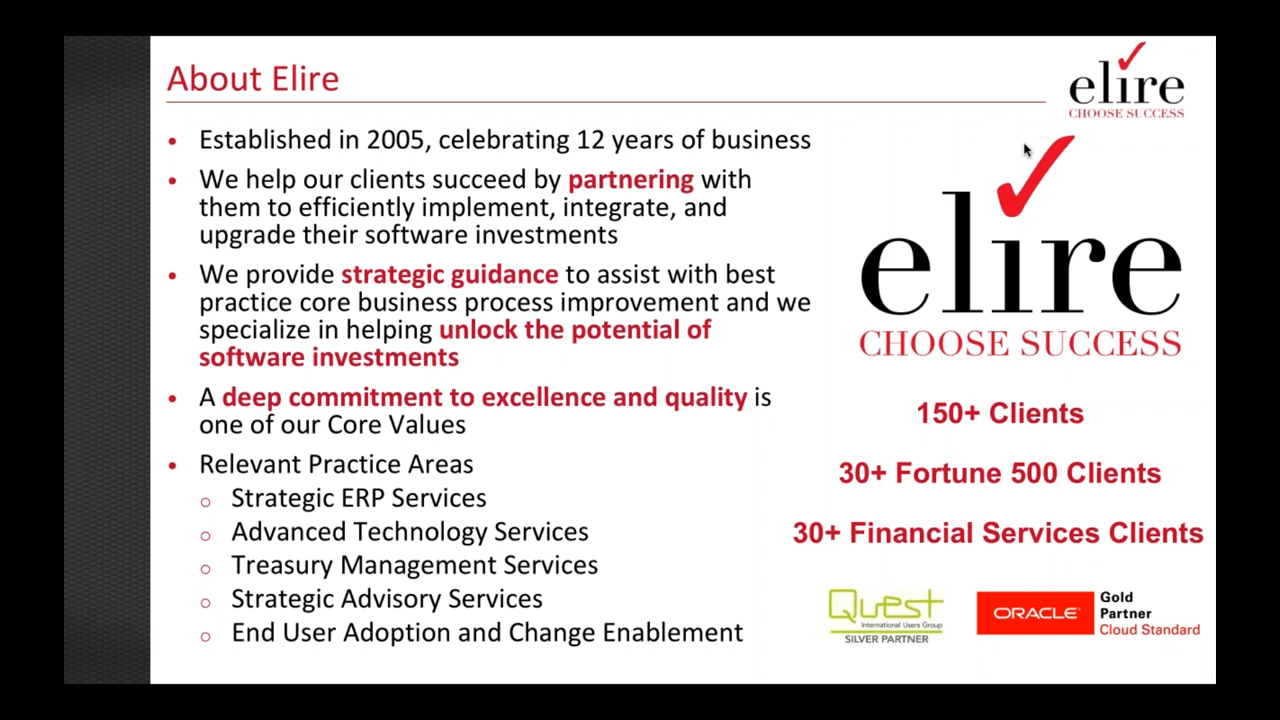 About Elire
elire
CHOOSE SUCCESS
• Established in 2005, celebrating 12 years of business
• We help our clients succeed by partnering with
them to efficiently implement, integrate, and
upgrade their software investments
• We provide strategic guidance to assist with best
practice core business process improvement and we
specialize in helping unlock the potential of
software investments
• A deep commitment to excellence and quality is
one of our Core Values
• Relevant Practice Areas
o Strategic ERP Services
o Advanced Technology Services
o Treasury Management Services
o Strategic Advisory Services
o End User Adoption and Change Enablement
elire
CHOOSE SUCCESS
150+ Clients
30+ Fortune 500 Clients
30+ Financial Services Clients
Quest
International Users Group
SILVER PARTNER
ORACLE
Gold
Partner
Cloud Standard